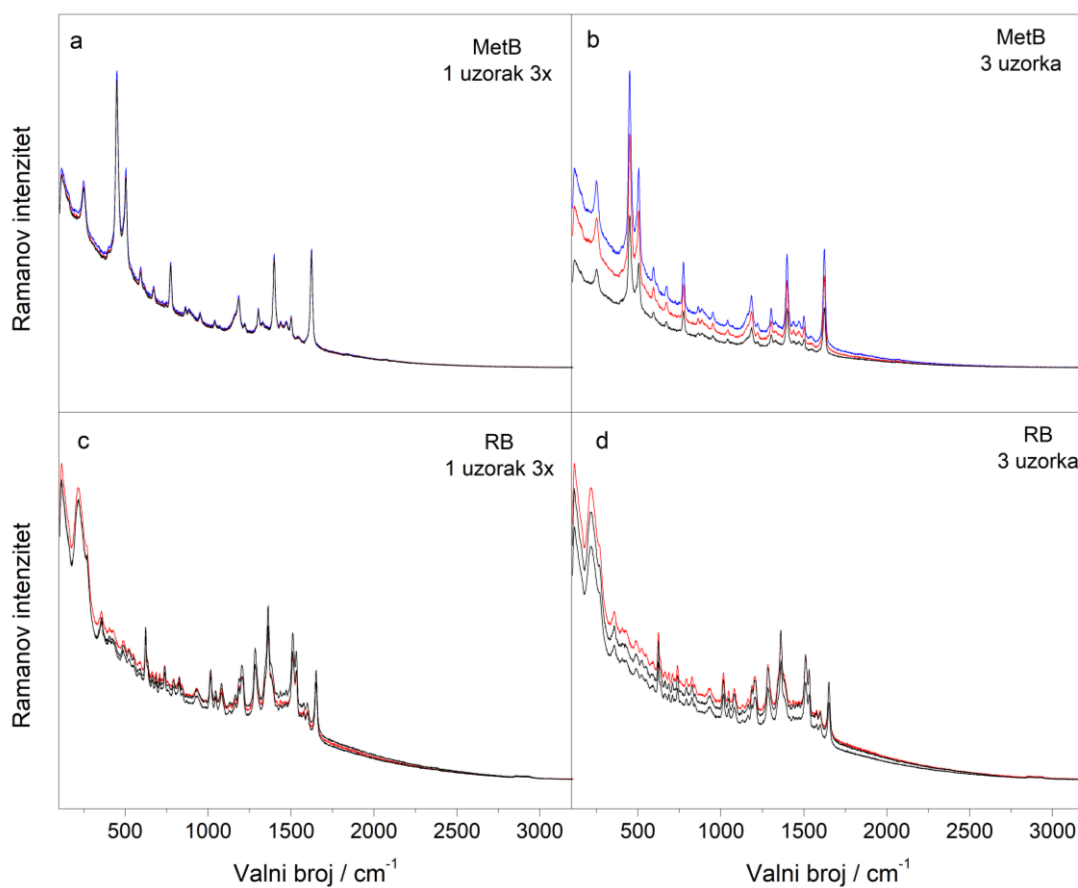 a
MetB
1 uzorak 3x
b
MetB
3 uzorka
Ramanov intenzitet
c
RB
1 uzorak 3x
d
RB
3 uzorka
Ramanov intenzitet
500 1000 1500 2000 2500 3000
500 1000 1500 2000 2500 3000
Valni broj / cm⁻¹
Valni broj / cm⁻¹